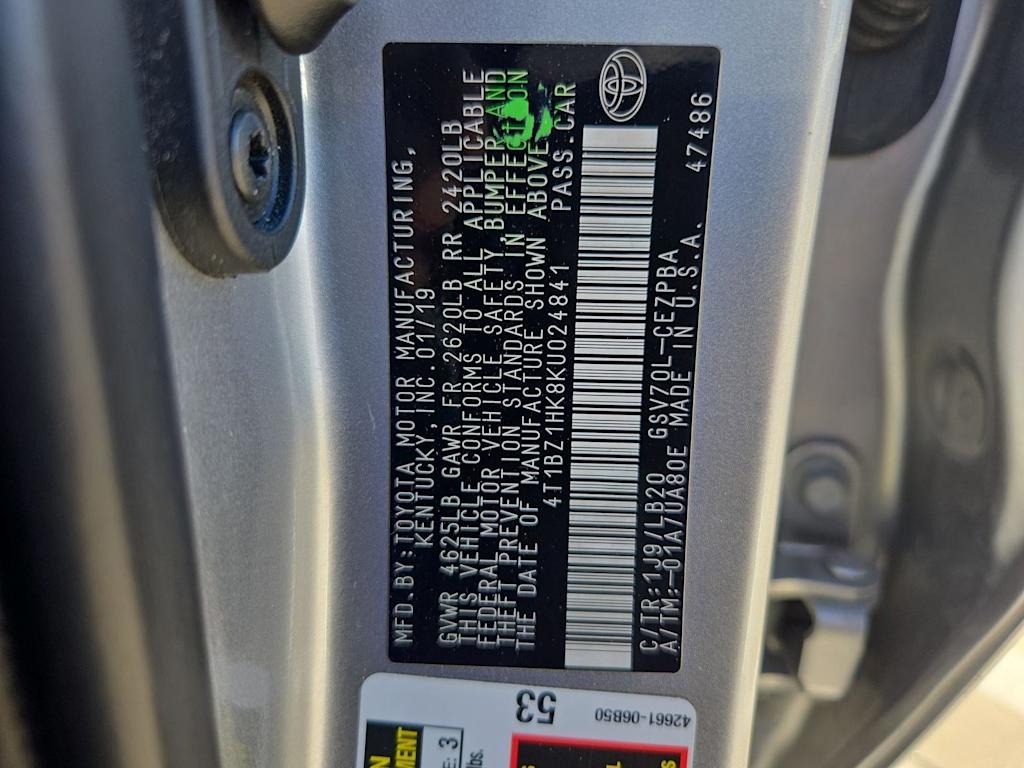 MFD.BY:TOYOTA MOTOR MANUFACTURING,
KENTUCKY,INC. 01/19
GVWR 4625LB GAWR FR 2620LB RR 2420LB
THIS VEHICLE CONFORMS TO ALL APPLICABLE
FEDERAL MOTOR VEHICLE SAFETY, BUMPER AND
THEFT PREVENTION STANDARDS IN EFFECT ON
THE DATE OF MANUFACTURE SHOWN ABOVE.
4T1BZ1HK8KU024841 PASS.CAR
C/TR:1J9/LB20 GSV70L-CEZPBA
A/TM:-01A/UA80E MADE IN U.S.A. 47486
53
42661-06B50
E: 3
lbs.